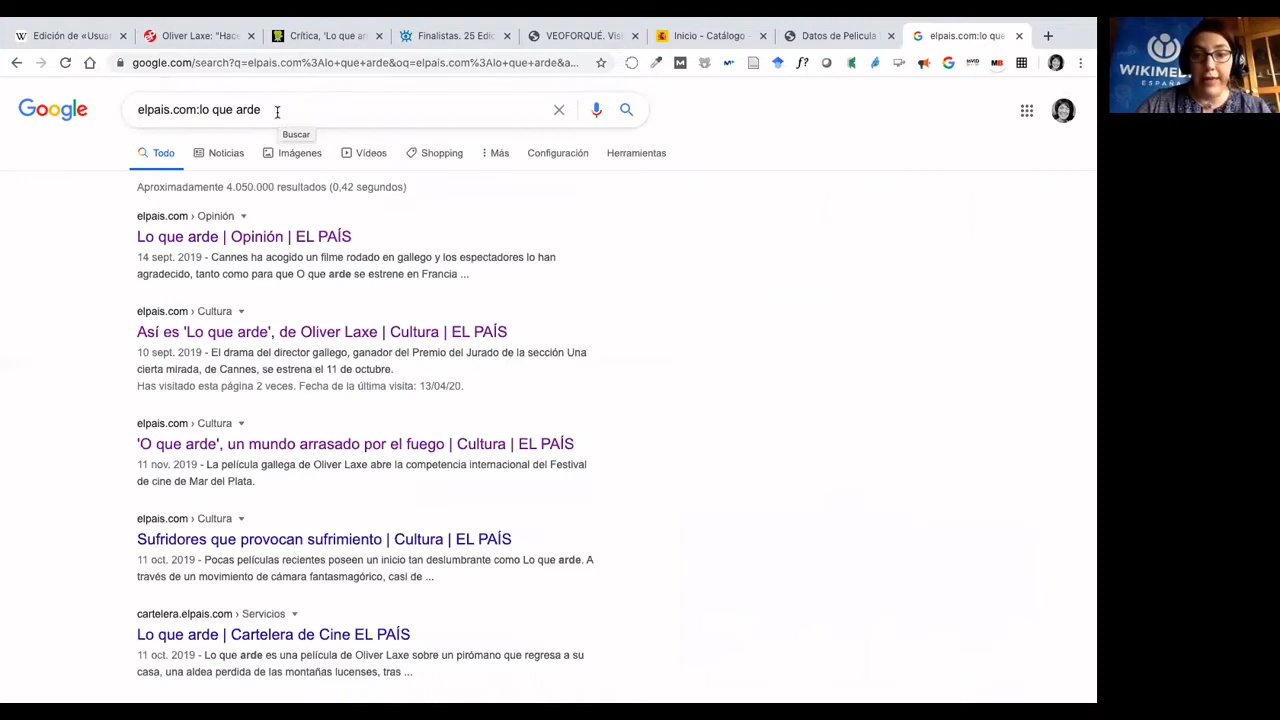 Edición de «Usua
Oliver Laxe: "Hace
Crítica, 'Lo que ar
Finalistas. 25 Edic
VEOFORQUÉ. Vis
Inicio - Catálogo
Datos de Pelicula
elpais.com:lo que
google.com/search?q=elpais.com%3Alo+que+arde&oq=elpais.com%3Alo+que+arde&a...
Google
elpais.com:lo que arde
Buscar
Todo
Noticias
Imágenes
Vídeos
Shopping
Más
Configuración
Herramientas
Aproximadamente 4.050.000 resultados (0,42 segundos)
elpais.com › Opinión
Lo que arde | Opinión | EL PAÍS
14 sept. 2019 - Cannes ha acogido un filme rodado en gallego y los espectadores lo han
agradecido, tanto como para que O que arde se estrene en Francia ...
elpais.com › Cultura
Así es 'Lo que arde', de Oliver Laxe | Cultura | EL PAÍS
10 sept. 2019 - El drama del director gallego, ganador del Premio del Jurado de la sección Una
cierta mirada, de Cannes, se estrena el 11 de octubre.
Has visitado esta página 2 veces. Fecha de la última visita: 13/04/20.
elpais.com › Cultura
'O que arde', un mundo arrasado por el fuego | Cultura | EL PAÍS
11 nov. 2019 - La película gallega de Oliver Laxe abre la competencia internacional del Festival
de cine de Mar del Plata.
elpais.com › Cultura
Sufridores que provocan sufrimiento | Cultura | EL PAÍS
11 oct. 2019 - Pocas películas recientes poseen un inicio tan deslumbrante como Lo que arde. A
través de un movimiento de cámara fantasmagórico, casi de ...
cartelera.elpais.com › Servicios
Lo que arde | Cartelera de Cine EL PAÍS
11 oct. 2019 - Lo que arde es una película de Oliver Laxe sobre un pirómano que regresa a su
casa, una aldea perdida de las montañas lucenses, tras ...
WIKIMED
ESPAÑA